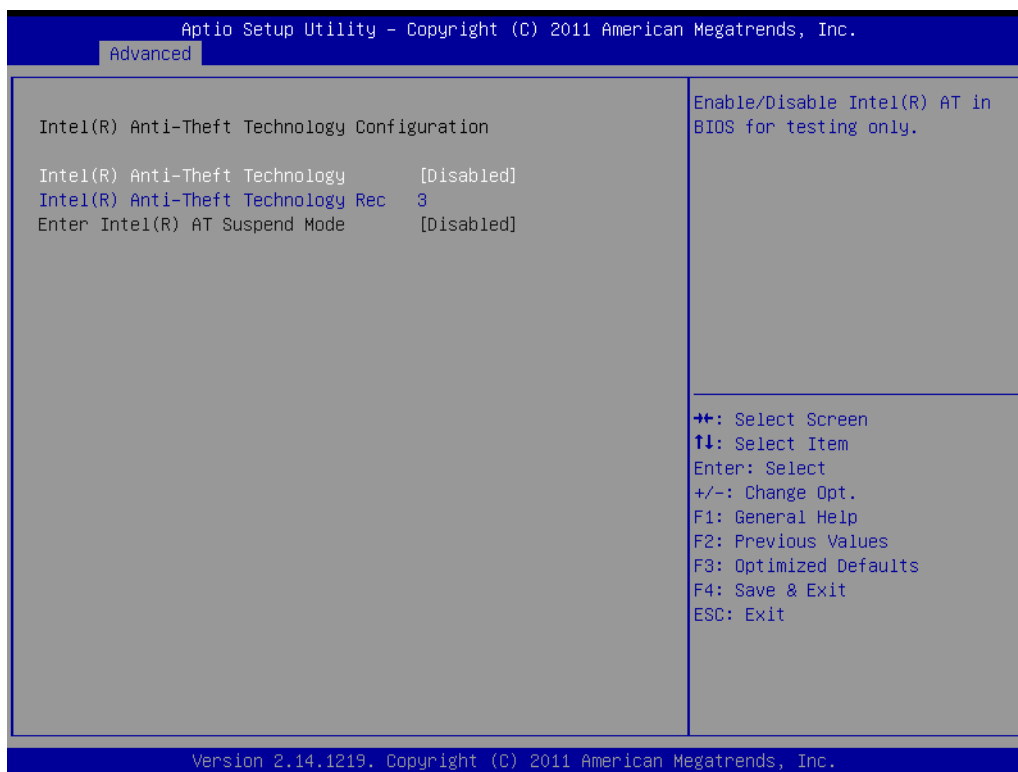 Aptio Setup Utility – Copyright (C) 2011 American Megatrends, Inc.
Advanced
Intel(R) Anti-Theft Technology Configuration
Intel(R) Anti-Theft Technology [Disabled]
Intel(R) Anti-Theft Technology Rec 3
Enter Intel(R) AT Suspend Mode [Disabled]
Enable/Disable Intel(R) AT in
BIOS for testing only.
→←: Select Screen
↑↓: Select Item
Enter: Select
+/-: Change Opt.
F1: General Help
F2: Previous Values
F3: Optimized Defaults
F4: Save & Exit
ESC: Exit
Version 2.14.1219. Copyright (C) 2011 American Megatrends, Inc.